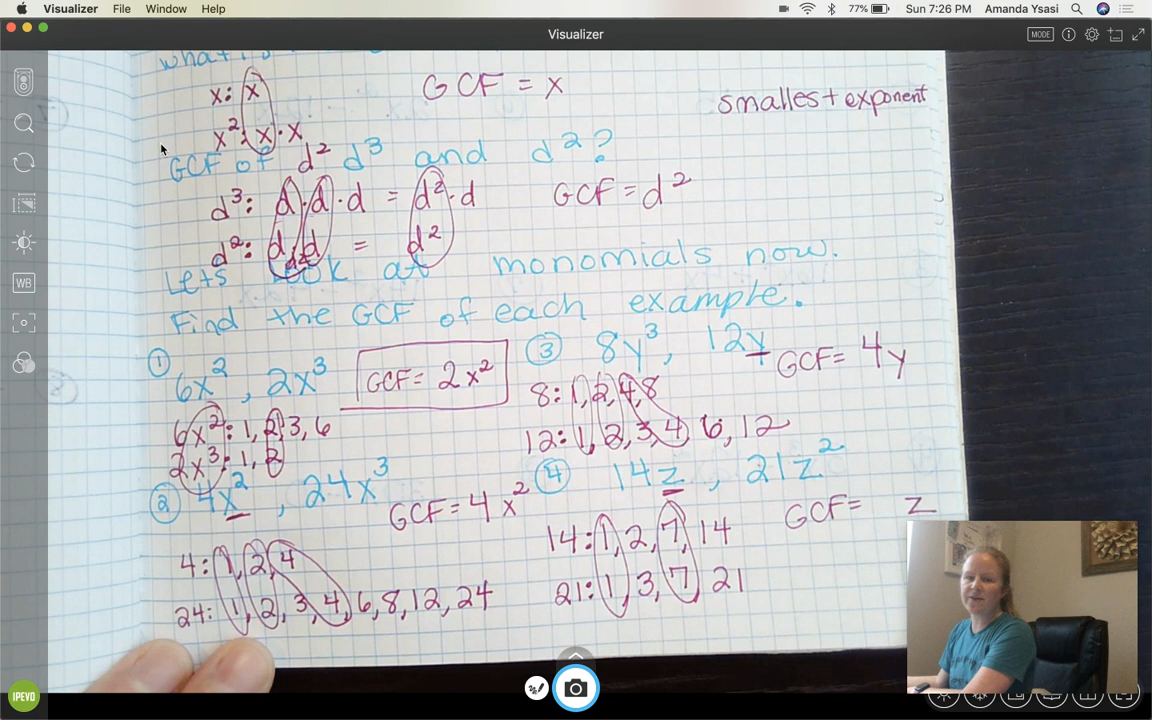 Visualizer File Window Help 77% Sun 7:26 PM Amanda Ysasi
Visualizer
MODE
x: x
GCF = x
smallest exponent
x²: x · x
GCF of d² d³ and d²?
d³: d · d · d = d² · d GCF = d²
d²: d · d = d²
d²
Lets look at monomials now.
Find the GCF of each example.
① 6x², 2x³ GCF = 2x²
6x²: 1, 2, 3, 6
2x³: 1, 2
② 4x², 24x³ GCF = 4x²
4: 1, 2, 4
24: 1, 2, 3, 4, 6, 8, 12, 24
③ 8y³, 12y GCF = 4y
8: 1, 2, 4, 8
12: 1, 2, 3, 4, 6, 12
④ 14z, 21z² GCF = z
14: 1, 2, 7, 14
21: 1, 3, 7, 21
WB
IPEVO